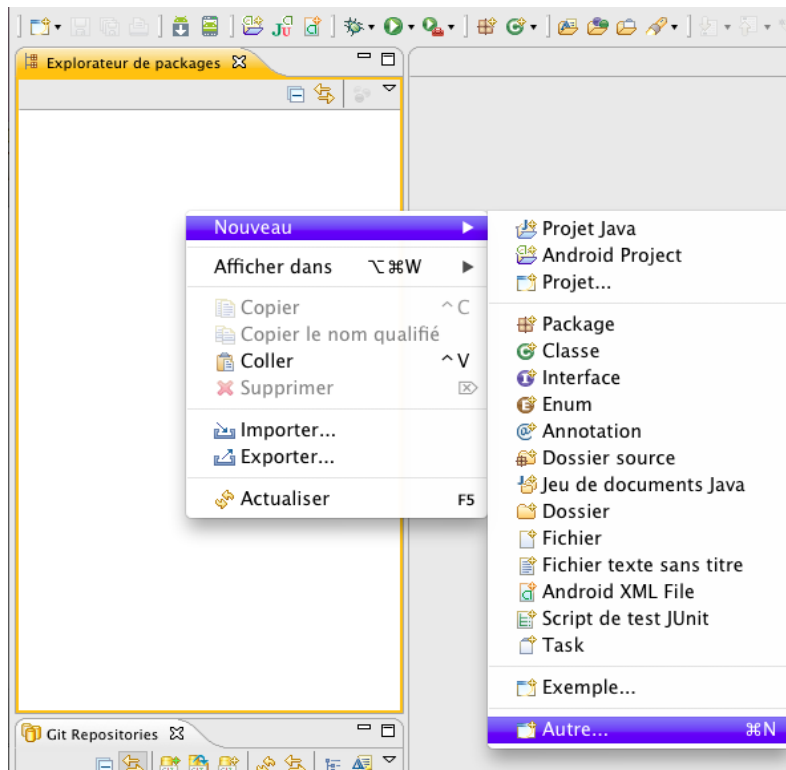 Explorateur de packages
Nouveau
Afficher dans ⌥⌘W
Copier ^C
Copier le nom qualifié
Coller ^V
Supprimer ⌦
Importer...
Exporter...
Actualiser F5
Projet Java
Android Project
Projet...
Package
Classe
Interface
Enum
Annotation
Dossier source
Jeu de documents Java
Dossier
Fichier
Fichier texte sans titre
Android XML File
Script de test JUnit
Task
Exemple...
Autre... ⌘N
Git Repositories